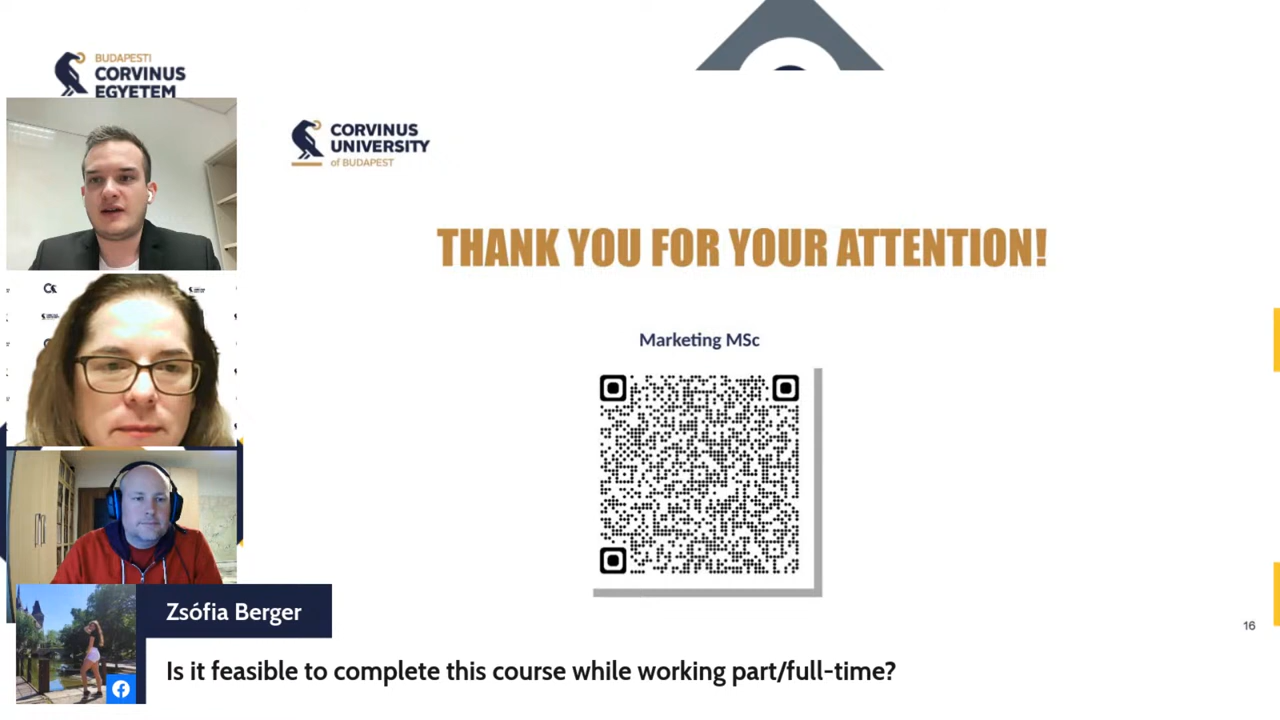 BUDAPESTI
CORVINUS
EGYETEM
CORVINUS
UNIVERSITY
of BUDAPEST
THANK YOU FOR YOUR ATTENTION!
Marketing MSc
16
Zsófia Berger
Is it feasible to complete this course while working part/full-time?